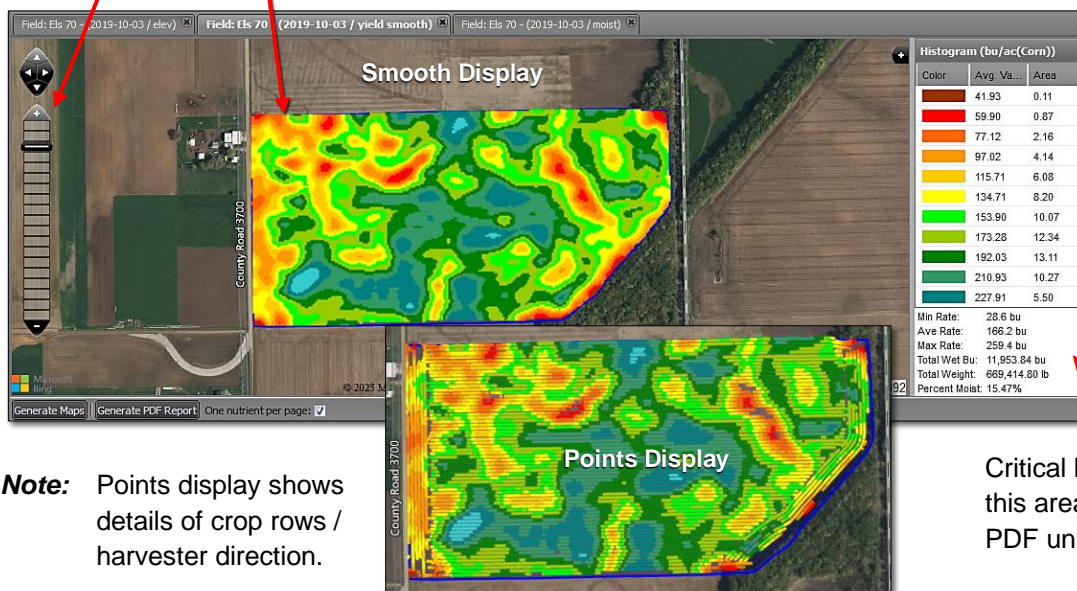 Field: Els 70 - (2019-10-03 / elev)
Field: Els 70 - (2019-10-03 / yield smooth)
Field: Els 70 - (2019-10-03 / moist)
Smooth Display
County Road 3700
Histogram (bu/ac(Corn))
Color Avg. Va... Area
41.93 0.11
59.90 0.87
77.12 2.16
97.02 4.14
115.71 6.08
134.71 8.20
153.90 10.07
173.28 12.34
192.03 13.11
210.93 10.27
227.91 5.50
Min Rate: 28.6 bu
Ave Rate: 166.2 bu
Max Rate: 259.4 bu
Total Wet Bu: 11,953.84 bu
Total Weight: 669,414.80 lb
Percent Moist: 15.47%
Microsoft
Bing
© 2023 M
92
Generate Maps Generate PDF Report One nutrient per page:
Points Display
County Road 3700
Note: Points display shows
details of crop rows /
harvester direction.
Critical
this area
PDF un